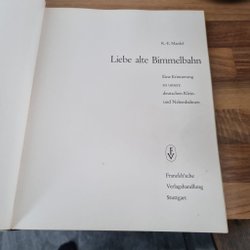 K.-E. Maedel
Liebe alte Bimmelbahn
Eine Erinnerung
an unsere
deutschen Klein-
und Nebenbahnen
Franckh'sche
Verlagshandlung
Stuttgart